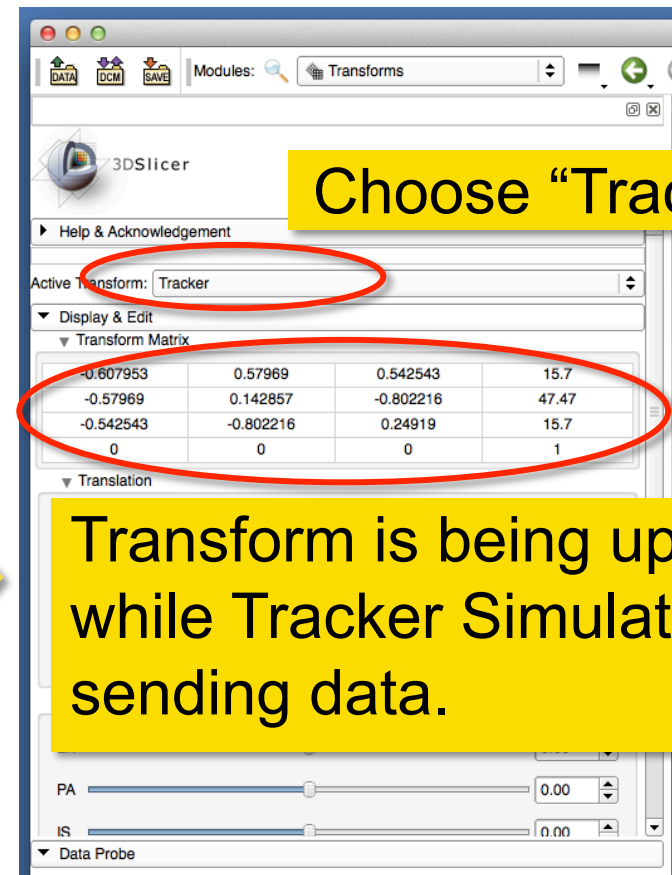 DATA DCM SAVE Modules: Transforms
3DSlicer
Choose “Trac
Help & Acknowledgement
Active Transform: Tracker
Display & Edit
Transform Matrix
-0.607953 0.57969 0.542543 15.7
-0.57969 0.142857 -0.802216 47.47
-0.542543 -0.802216 0.24919 15.7
0 0 0 1
Translation
Transform is being up
while Tracker Simulat
sending data.
PA 0.00
IS 0.00
Data Probe